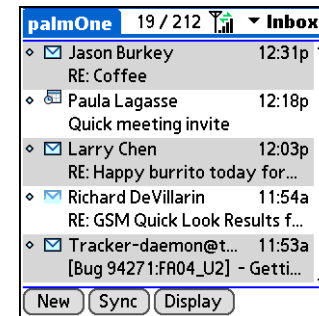 palmOne 19 / 212 Inbox
Jason Burkey 12:31p
RE: Coffee
Paula Lagasse 12:18p
Quick meeting invite
Larry Chen 12:03p
RE: Happy burrito today for...
Richard DeVillarin 11:54a
RE: GSM Quick Look Results f...
Tracker-daemon@t... 11:53a
[Bug 94271:FA04_U2] - Getti...
New Sync Display